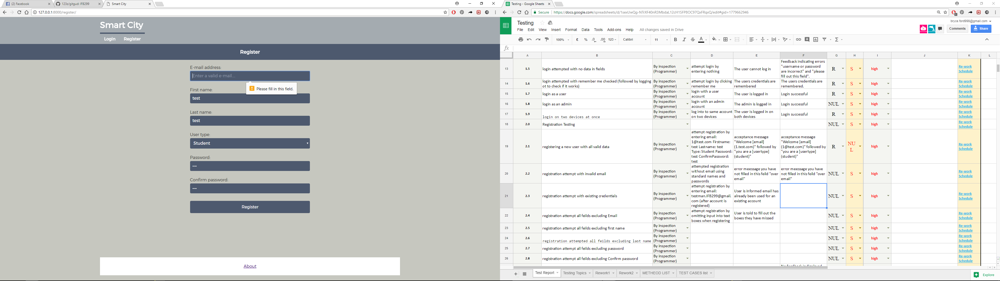 (2) Facebook
123z/gitgud: IFB299
Smart City
127.0.0.1:8000/register/
Smart City
Login Register
Register
E-mail address:
Enter a valid e-mail...
Please fill in this field.
First name:
test
Last name:
test
User type:
Student
Password:
Confirm password:
Register
About
Testing - Google Sheets
Secure https://docs.google.com/spreadsheets/d/1sexUwQg-NTrXF40nR3MbdaL12cH1SFP8OC97QxFRqxQ/edit#gid=1779662946
Testing
bryce.ford998@gmail.com
File Edit View Insert Format Data Tools Add-ons Help All changes saved in Drive
Comments Share
100% £ % .0 .00 123 Calibri 11 B I S A
fx
A B C D E F G H I J K L
13 1.5 login attempted with no data in fields By inspection (Programmer) attempt login by entering nothing The user cannot log in Feedback indicating errors "username or password are incorrect" and "please fill out this field". R S high Re-work Schedule
14 1.6 login attempted with remember me checked (followed by logging ot to check if it works) By inspection (Programmer) attempt login by clicking remember me The users credentials are remembered The users credentials are remembered. R S high Re-work Schedule
15 1.7 login as a user By inspection (Programmer) login with a user account The user is logged in Login successful R S high Re-work Schedule
16 1.8 login as an admin By inspection (Programmer) login with an admin account The admin is logged in Login successful NUL S high Re-work Schedule
17 1.9 login on two devices at once By inspection (Programmer) log into to same account on two devices The user is logged in on both devices Login successful R S high Re-work Schedule
18 2.0 Registration Testing NUL S high Re-work Schedule
19 2.1 registering a new user with all valid data By inspection (Programmer) attempt registration by entering email: 1@test.com Firstname: test Lastname: test Type: Student Password: test ConfirmPassword: test acceptance message "Welcome [email] (1.test.com)" followed by "you are a [usertype] (student)" acceptance message "Welcome [email] (1@test.com)" followed by "you are a [usertype] (student)" R NUL high Re-work Schedule
20 2.2 registration attempt with invalid email By inspection (Programmer) attempted registration without email using standard names and passwords error meessage you have not filled in this feild "over email" error meessage you have not filled in this feild "over email" NUL S high Re-work Schedule
21 2.3 registration attempt with existing credentials By inspection (Programmer) attempt registration by entering email: testman.IFB299@gmail.com (after account is registered) User is informed email has already been used for an existing account NUL S high Re-work Schedule
22 2.4 registration attempt all feilds excluding Email By inspection (Programmer) attempt registration by omitting input into text boxes when registering User is told to fill out the boxes they have missed NUL S high Re-work Schedule
23 2.5 registration attempt all feilds excluding first name By inspection (Programmer) NUL S high Re-work Schedule
24 2.6 registration attempted all feilds excluding last name By inspection (Programmer) NUL S high Re-work Schedule
25 2.7 registration attempt all feilds excluding password By inspection (Programmer) NUL S high Re-work Schedule
26 2.8 registration attempt all feilds excluding Confirm password By inspection (Programmer) NUL S high Re-work Schedule
Test Report Testing Topics Rework1 Rework2 METHEOD LIST TEST CASES list
Explore